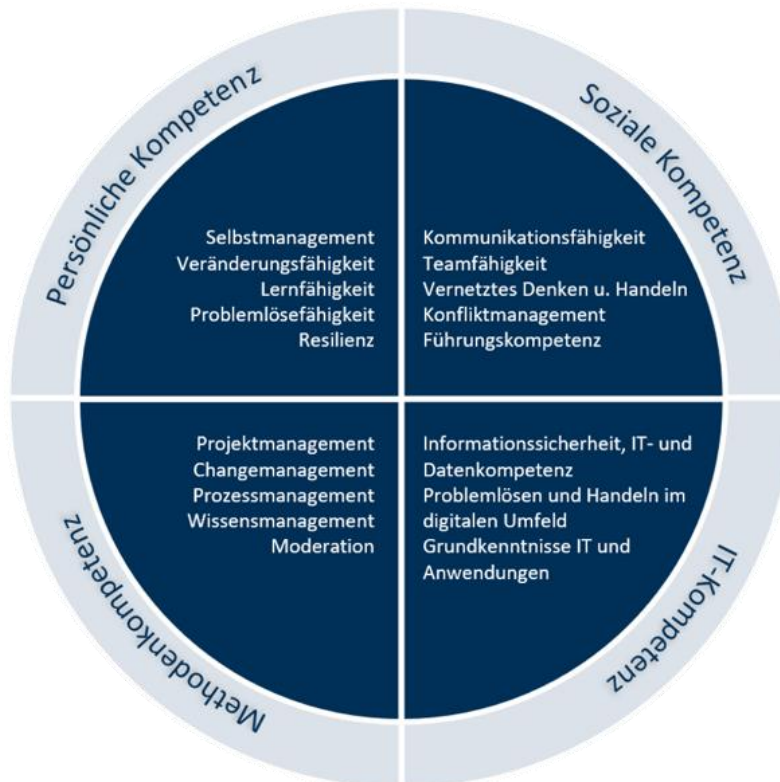 Persönliche Kompetenz
Selbstmanagement
Veränderungsfähigkeit
Lernfähigkeit
Problemlösefähigkeit
Resilienz
Soziale Kompetenz
Kommunikationsfähigkeit
Teamfähigkeit
Vernetztes Denken u. Handeln
Konfliktmanagement
Führungskompetenz
Methodenkompetenz
Projektmanagement
Changemanagement
Prozessmanagement
Wissensmanagement
Moderation
IT-Kompetenz
Informationssicherheit, IT- und
Datenkompetenz
Problemlösen und Handeln im
digitalen Umfeld
Grundkenntnisse IT und
Anwendungen